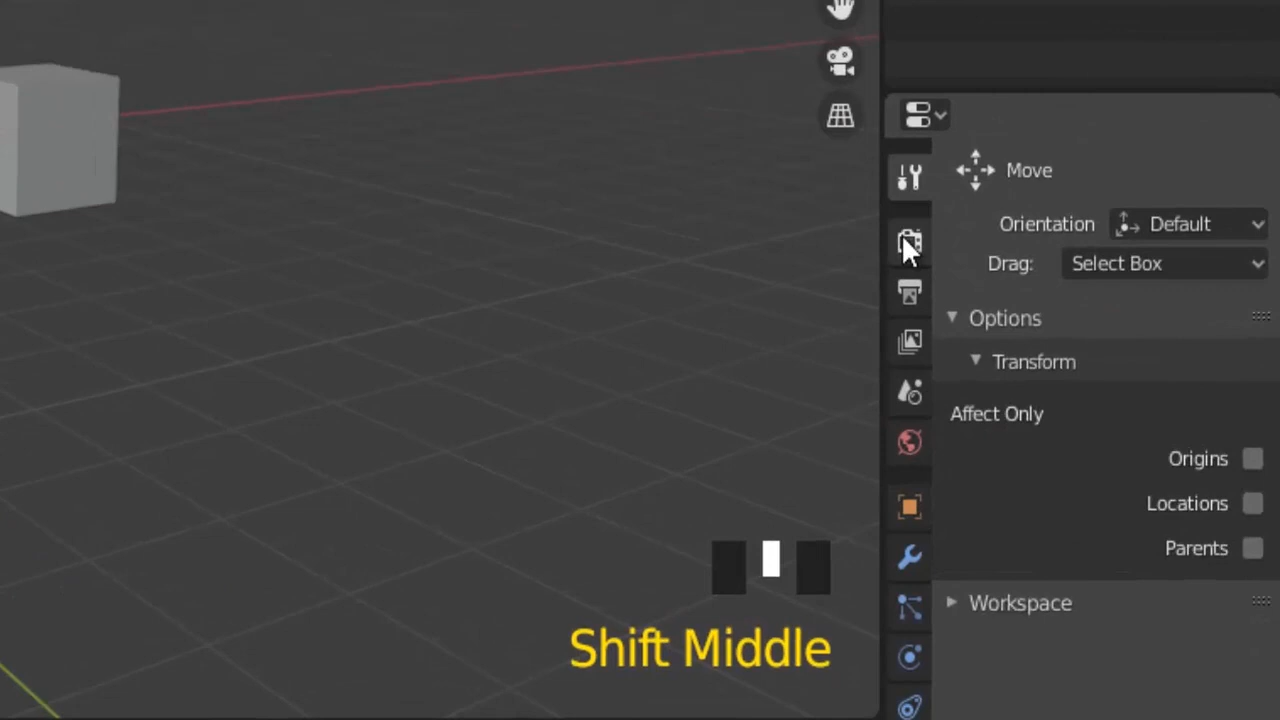 Move
Orientation Default
Drag: Select Box
Options
Transform
Affect Only
Origins
Locations
Parents
Workspace
Shift Middle